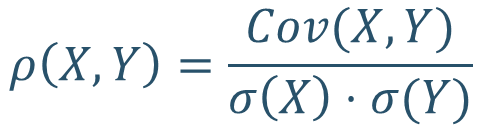 ρ(X,Y) = Cov(X,Y) / σ(X) · σ(Y)